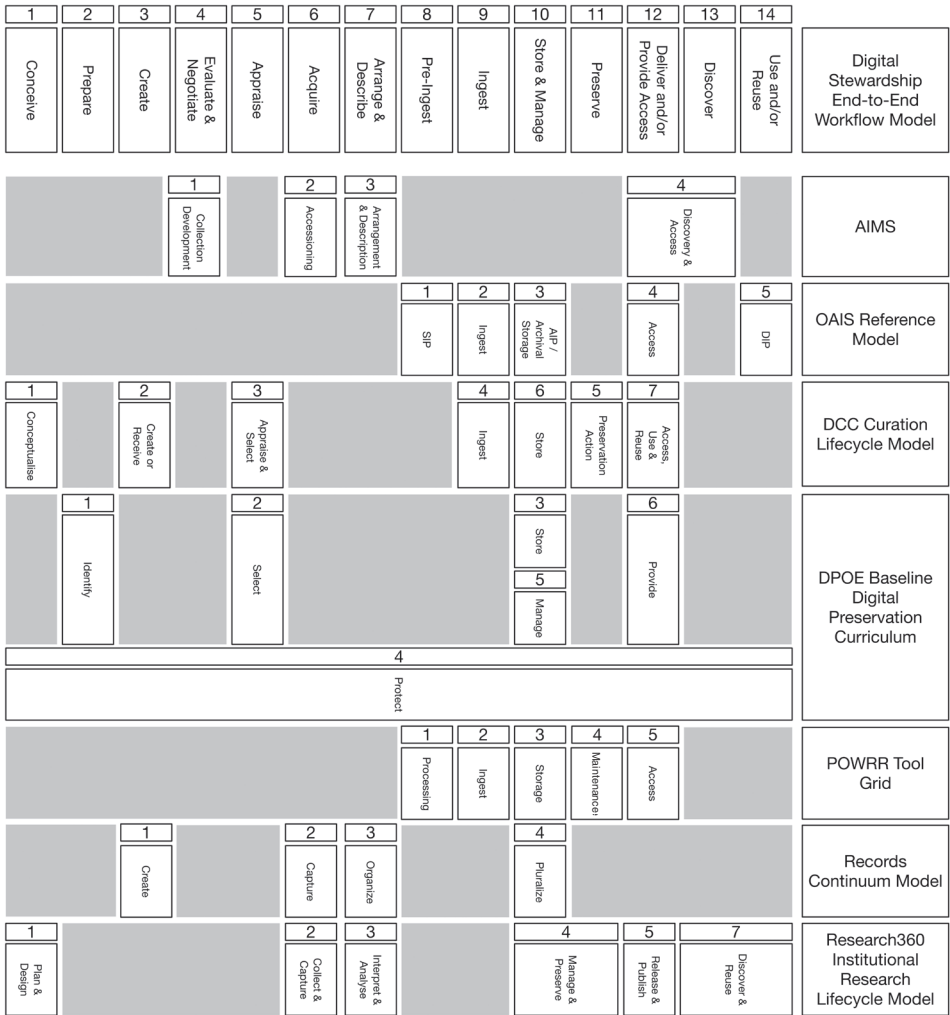 1 2 3 4 5 6 7 8 9 10 11 12 13 14
Conceive
Prepare
Create
Evaluate &
Negotiate
Appraise
Acquire
Arrange &
Describe
Pre-Ingest
Ingest
Store & Manage
Preserve
Deliver and/or
Provide Access
Discover
Use and/or
Reuse
Digital
Stewardship
End-to-End
Workflow Model
1 2 3 4
Collection
Development
Accessioning
Arrangement
& Description
Discovery &
Access
AIMS
1 2 3 4 5
SIP
Ingest
AIP /
Archival
Storage
Access
DIP
OAIS Reference
Model
1 2 3 4 6 5 7
Conceptualise
Create or
Receive
Appraise &
Select
Ingest
Store
Preservation
Action
Access,
Use &
Reuse
DCC Curation
Lifecycle Model
1 2 3 6
Identify
Select
Store
5
Manage
Provide
4
Protect
DPOE Baseline
Digital
Preservation
Curriculum
1 2 3 4 5
Processing
Ingest
Storage
Maintenance
Access
POWRR Tool
Grid
1 2 3 4
Create
Capture
Organize
Pluralize
Records
Continuum Model
1 2 3 4 5 7
Plan &
Design
Collect &
Capture
Interpret &
Analyse
Manage &
Preserve
Release &
Publish
Discover &
Reuse
Research360
Institutional
Research
Lifecycle Model